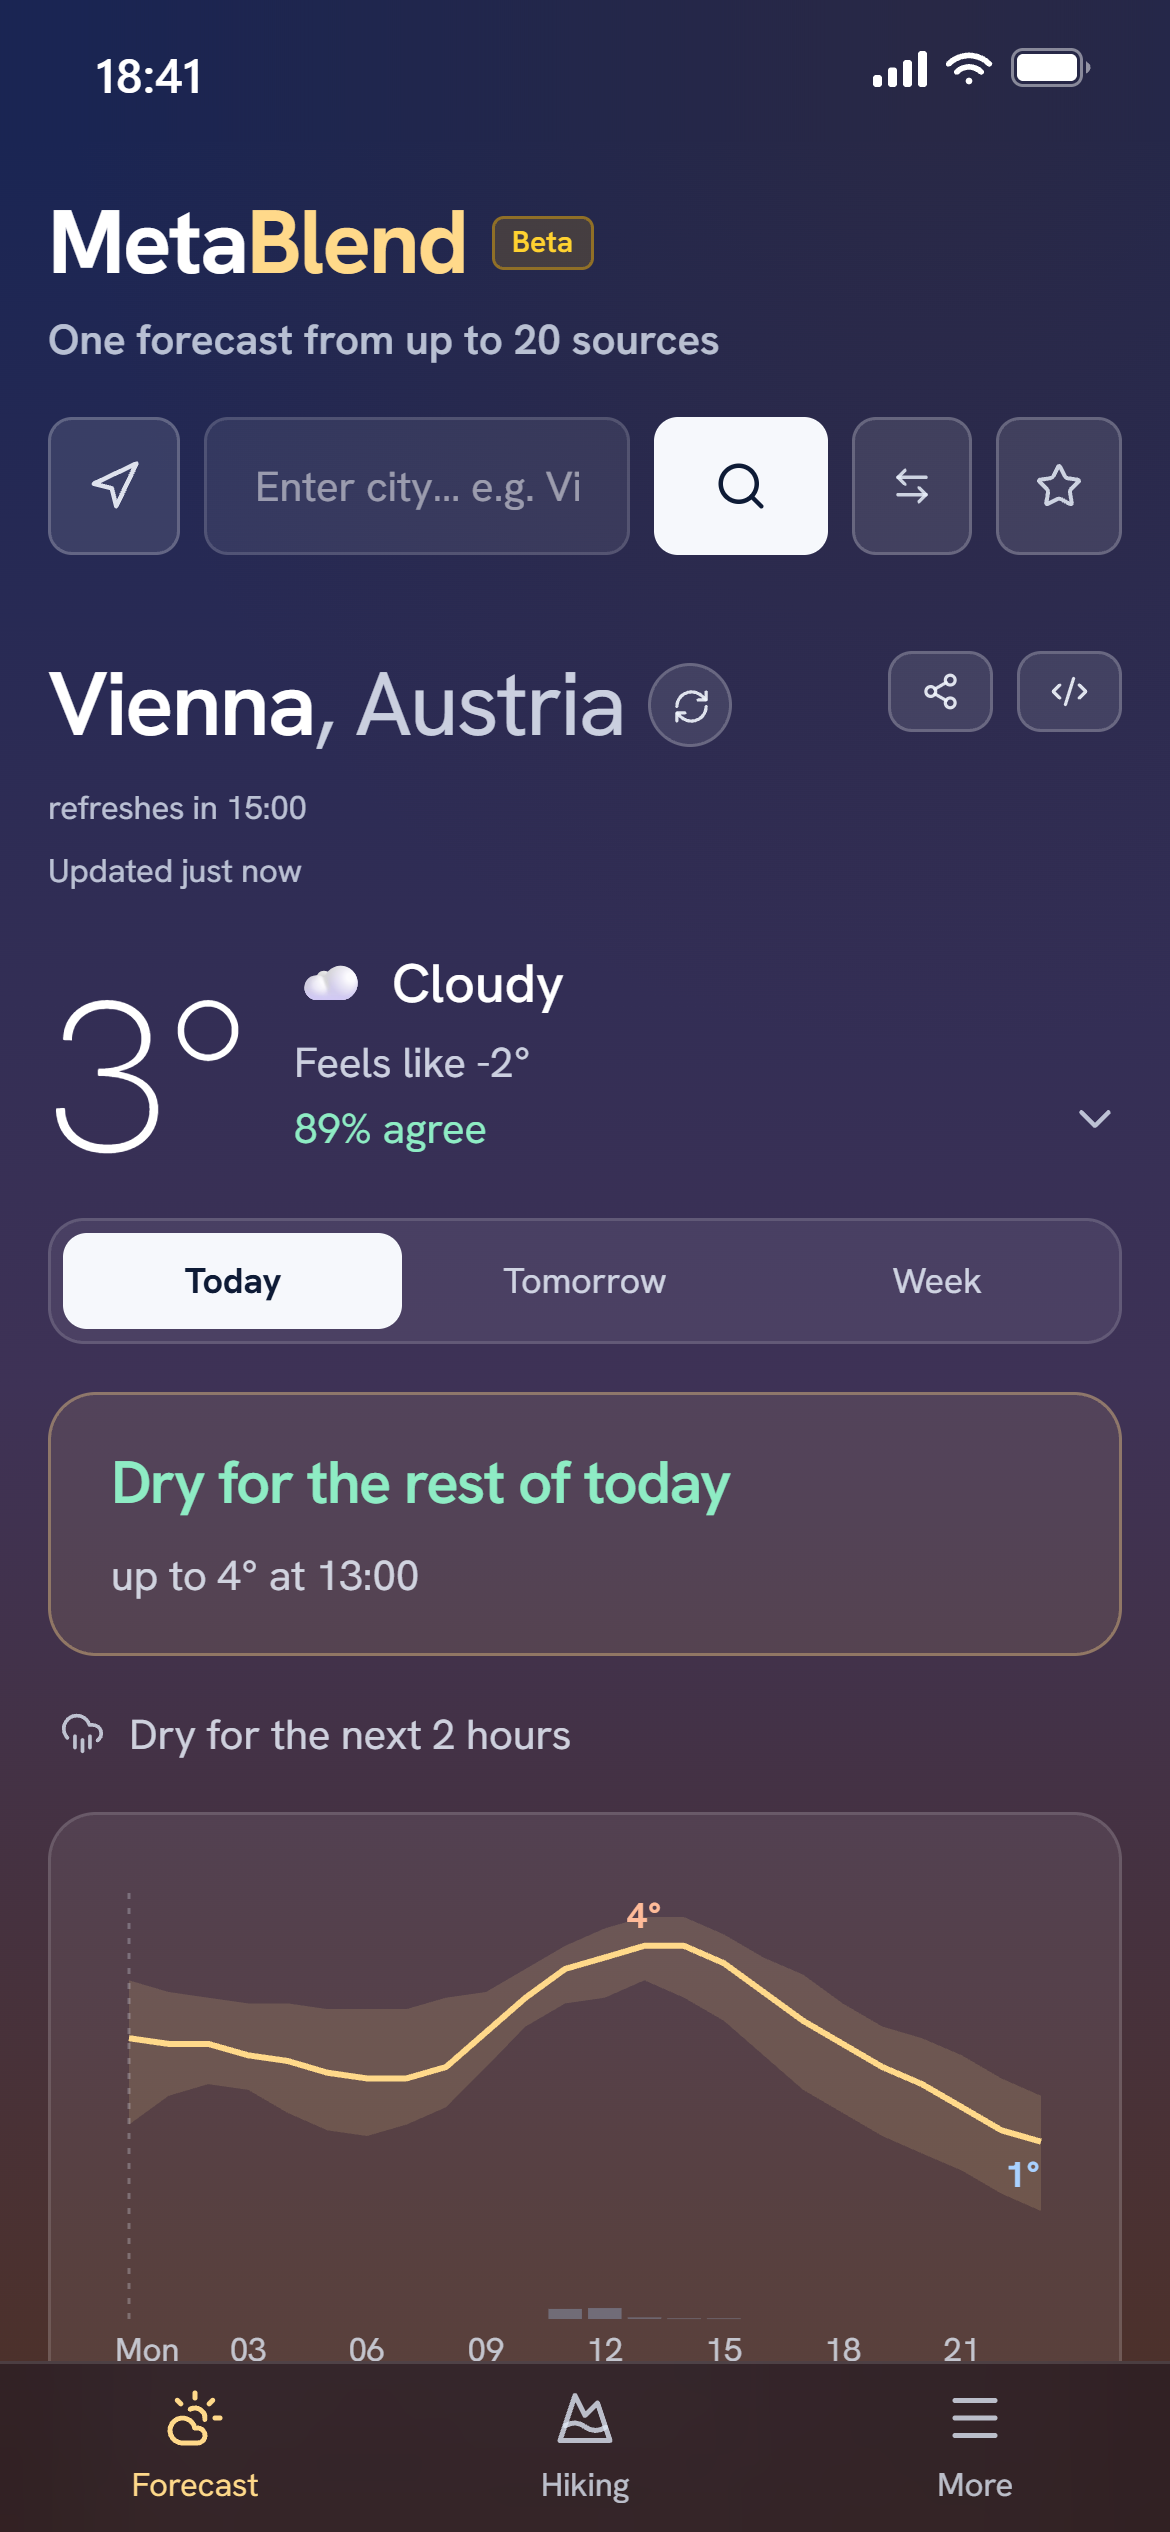 18:41
MetaBlend Beta
One forecast from up to 20 sources
Enter city... e.g. Vi
Vienna, Austria
refreshes in 15:00
Updated just now
3°
Cloudy
Feels like -2°
89% agree
Today Tomorrow Week
Dry for the rest of today
up to 4° at 13:00
Dry for the next 2 hours
4°
1°
Mon 03 06 09 12 15 18 21
Forecast Hiking More